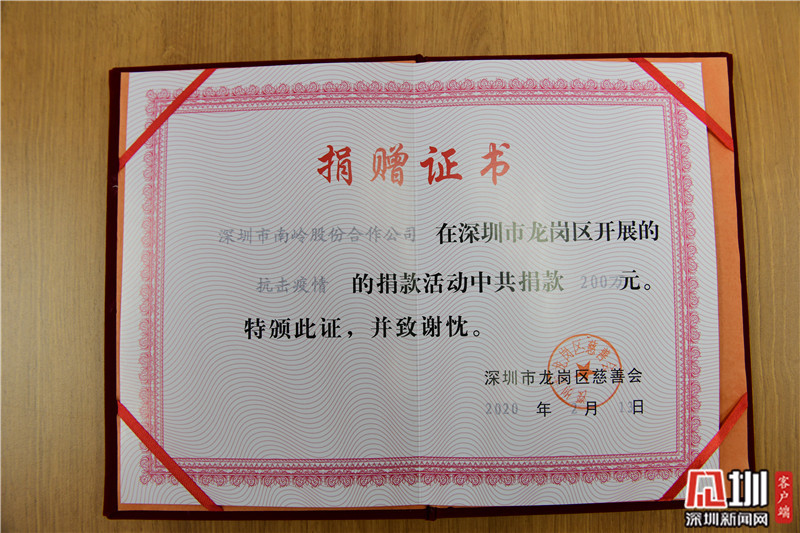 捐赠证书
深圳市南岭股份合作公司 在深圳市龙岗区开展的
抗击疫情 的捐款活动中共捐款 200万元。
特颁此证，并致谢忱。
深圳市龙岗区慈善会
2020 年 月 日
深圳新闻网
客户端